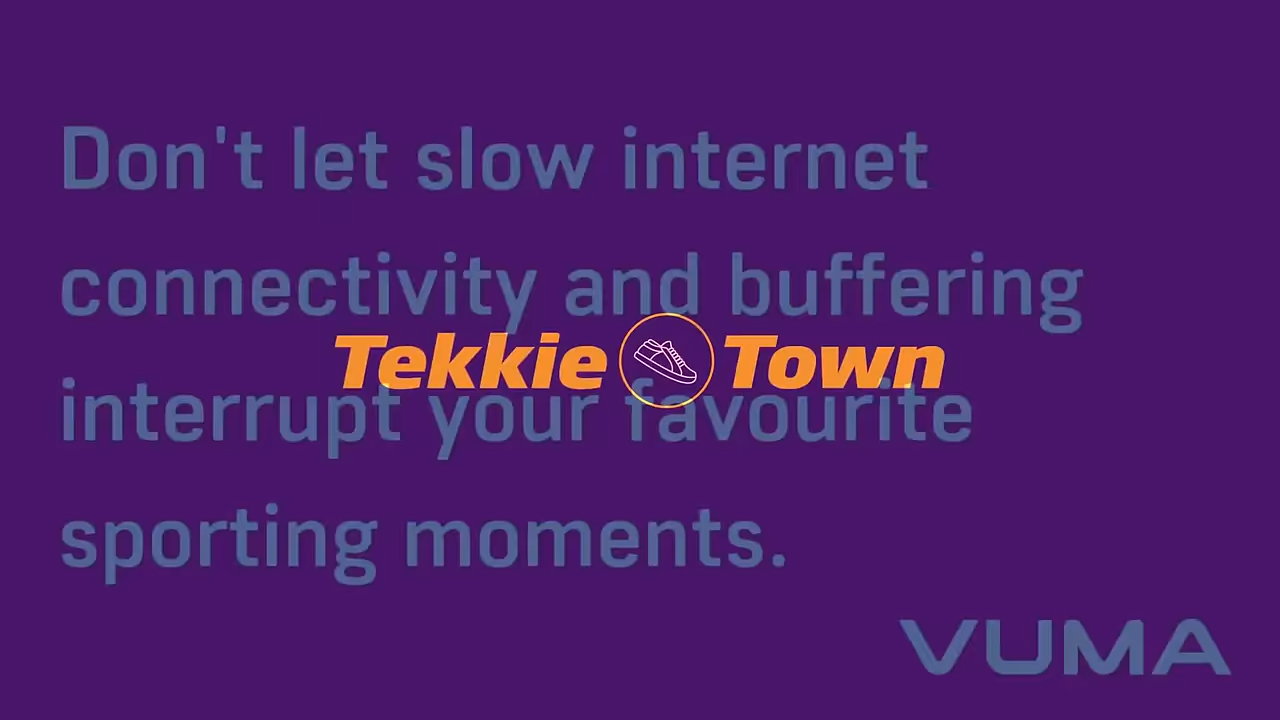 Don't let slow internet
connectivity and buffering
Tekkie Town
interrupt your favourite
sporting moments.
VUMA